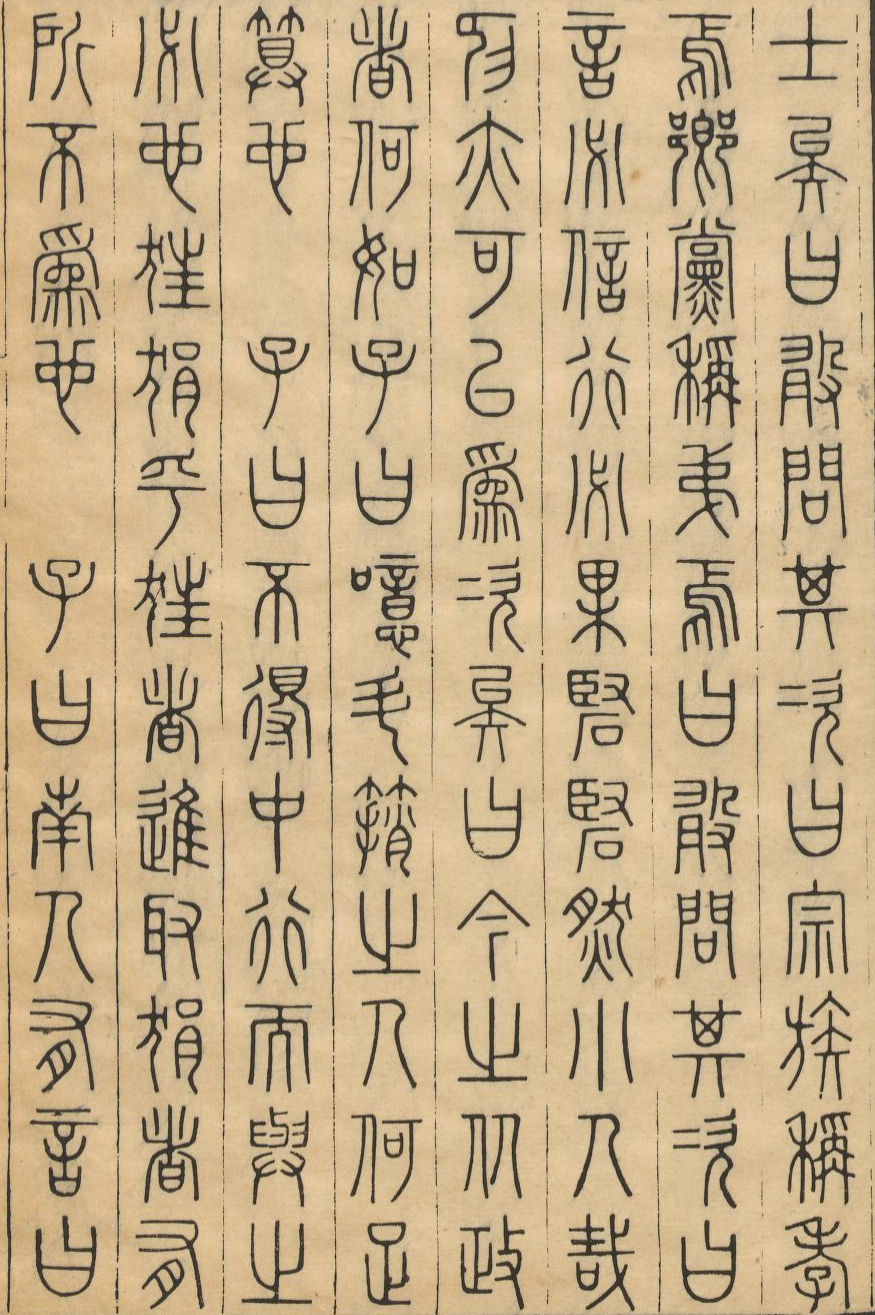 士矣曰敢問其次曰宗族稱孝
焉鄉黨稱弟焉曰敢問其次曰
言必信行必果硻硻然小人哉
抑亦可以爲次矣曰今之从政
者何如子曰噫斗䈰之人何足
算也　子曰不得中行而與之
必也狂狷乎狂者進取狷者有
所不爲也　子曰南人有言曰